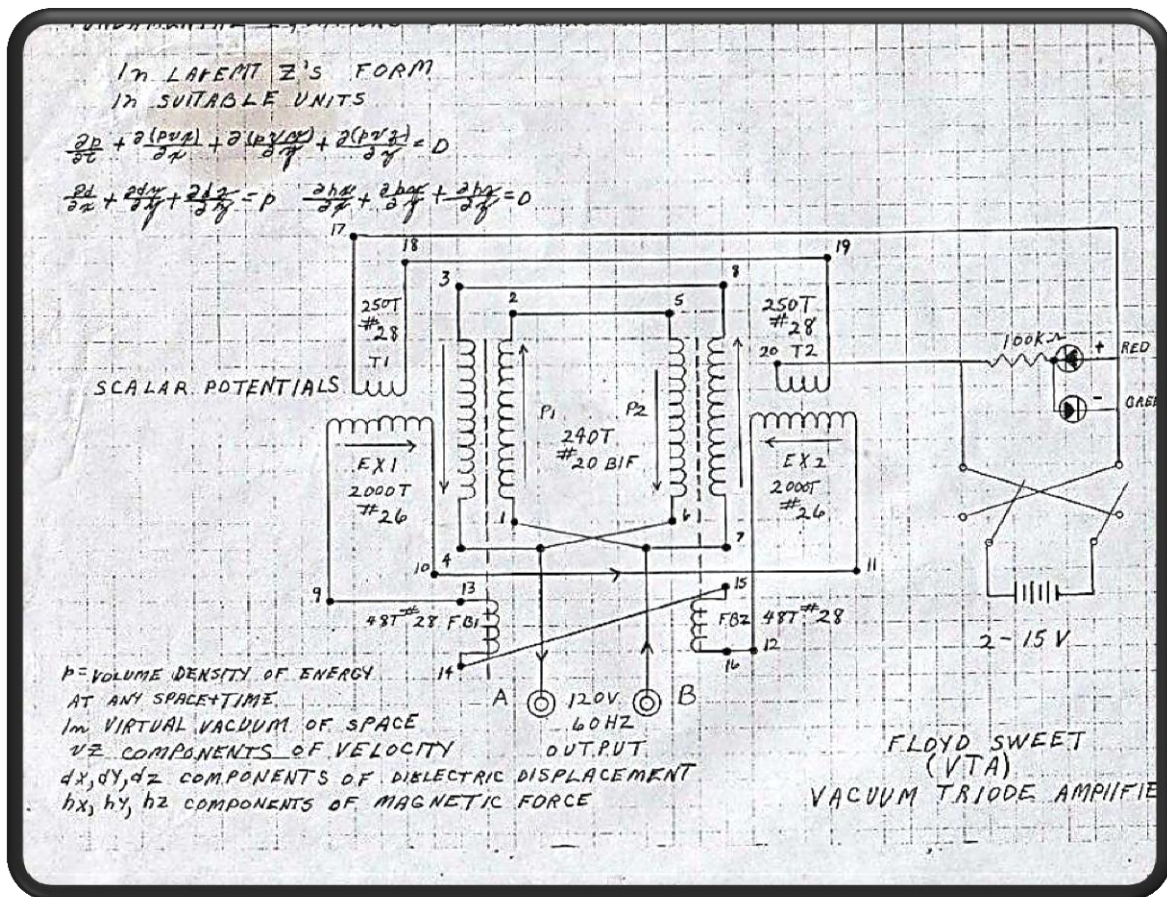 In LAREMT Z's FORM
In SUITABLE UNITS
17
18
19
3
2
5
8
250T
#28
T1
250T
#28
20 T2
100KΩ
+
RED
SCALAR POTENTIALS
P1
P2
240T
#20 BIF
-
EX1
2000T
#26
EX2
2000T
#26
1
6
4
7
10
11
9
13
15
48T #28 FB1
FB2 48T #28
12
14
16
2-15 V
A
120V.
B
60HZ
OUTPUT
p = VOLUME DENSITY OF ENERGY
AT ANY SPACE+TIME
In VIRTUAL VACUUM OF SPACE
VZ COMPONENTS OF VELOCITY
dX, dY, dZ COMPONENTS OF DIELECTRIC DISPLACEMENT
hX, hY, hZ COMPONENTS OF MAGNETIC FORCE
FLOYD SWEET
(VTA)
VACUUM TRIODE AMPIIFIE